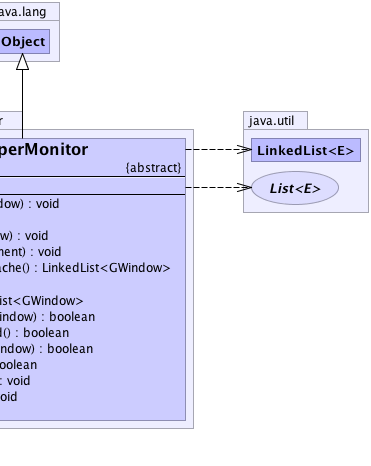 java.lang
Object
r
perMonitor
{abstract}
dow) : void
w) : void
ment) : void
ache() : LinkedList<GWindow>
ist<GWindow>
indow) : boolean
d() : boolean
ndow) : boolean
oolean
: void
oid
java.util
LinkedList<E>
List<E>